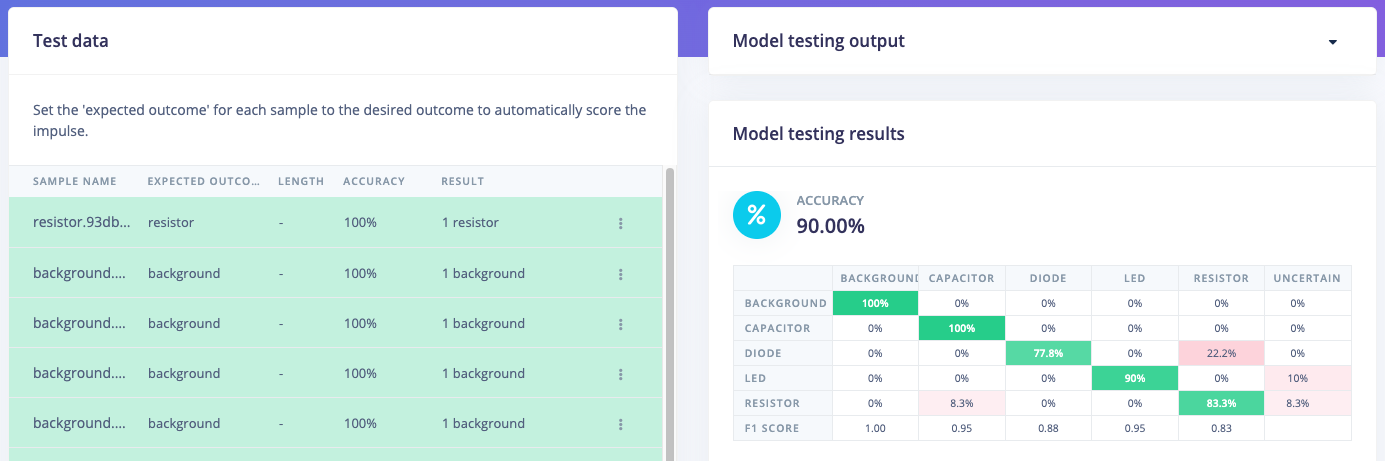 Test data
Set the 'expected outcome' for each sample to the desired outcome to automatically score the
impulse.
SAMPLE NAME EXPECTED OUTCO... LENGTH ACCURACY RESULT
resistor.93db... resistor - 100% 1 resistor
background.... background - 100% 1 background
background.... background - 100% 1 background
background.... background - 100% 1 background
background.... background - 100% 1 background
Model testing output
Model testing results
%
ACCURACY
90.00%
BACKGROUND CAPACITOR DIODE LED RESISTOR UNCERTAIN
BACKGROUND 100% 0% 0% 0% 0% 0%
CAPACITOR 0% 100% 0% 0% 0% 0%
DIODE 0% 0% 77.8% 0% 22.2% 0%
LED 0% 0% 0% 90% 0% 10%
RESISTOR 0% 8.3% 0% 0% 83.3% 8.3%
F1 SCORE 1.00 0.95 0.88 0.95 0.83